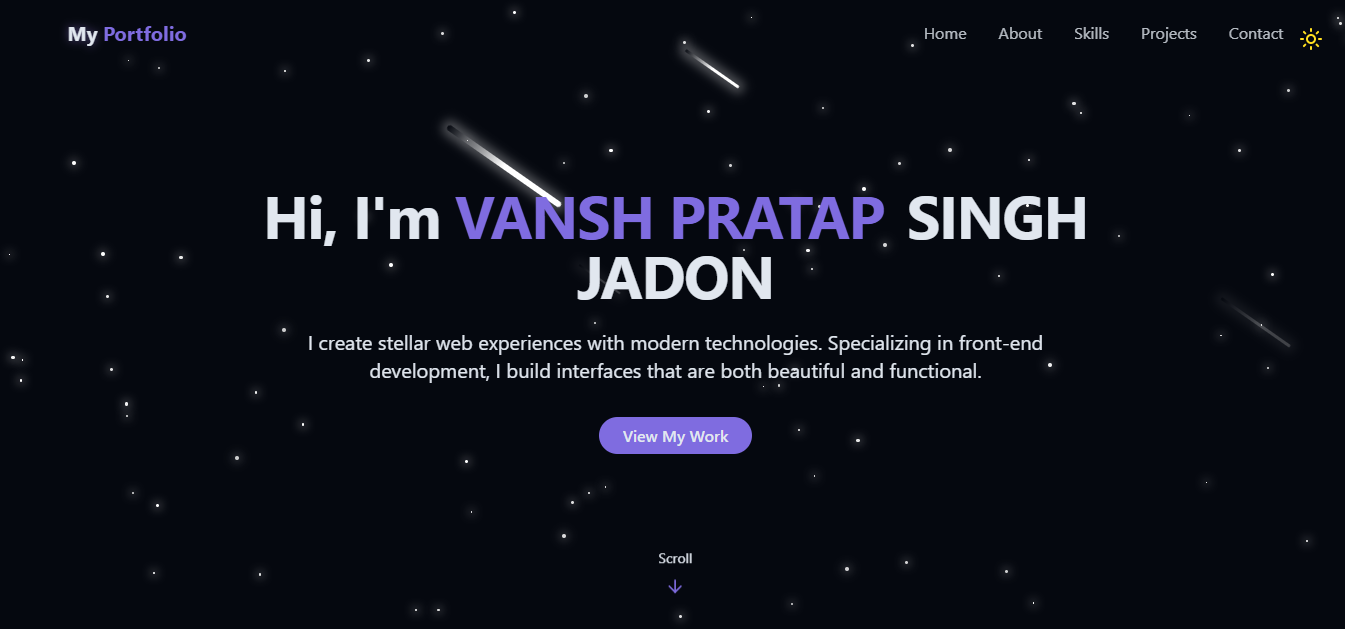 My Portfolio
Home About Skills Projects Contact
Hi, I'm VANSH PRATAP SINGH
JADON
I create stellar web experiences with modern technologies. Specializing in front-end
development, I build interfaces that are both beautiful and functional.
View My Work
Scroll